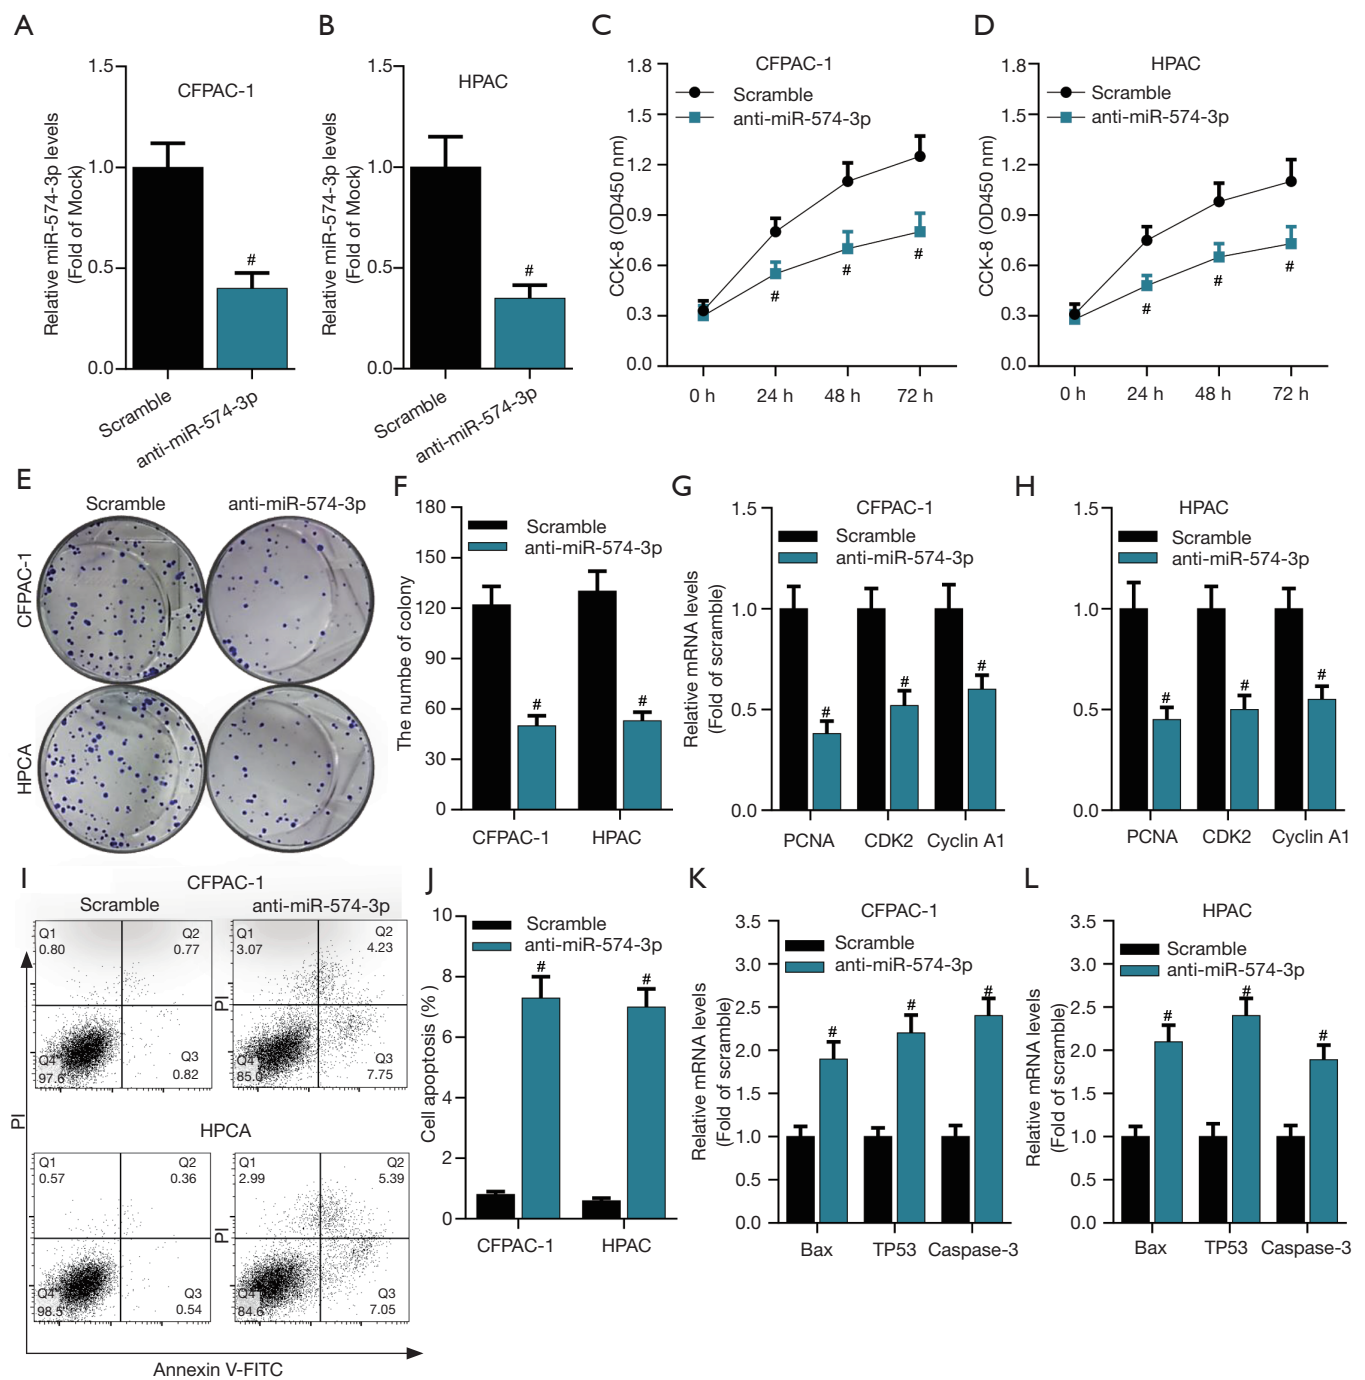 A
CFPAC-1
Relative miR-574-3p levels
(Fold of Mock)
1.5
1.0
0.5
0.0
#
Scramble
anti-miR-574-3p
B
HPAC
Relative miR-574-3p levels
(Fold of Mock)
1.5
1.0
0.5
0.0
#
Scramble
anti-miR-574-3p
C
CFPAC-1
Scramble
anti-miR-574-3p
CCK-8 (OD450 nm)
1.8
1.5
1.2
0.9
0.6
0.3
0.0
#
#
#
0 h 24 h 48 h 72 h
D
HPAC
Scramble
anti-miR-574-3p
CCK-8 (OD450 nm)
1.8
1.5
1.2
0.9
0.6
0.3
0.0
#
#
#
0 h 24 h 48 h 72 h
E
Scramble anti-miR-574-3p
CFPAC-1
HPCA
F
Scramble
anti-miR-574-3p
The number of colony
180
150
120
90
60
30
0
# #
CFPAC-1 HPAC
G
CFPAC-1
Scramble
anti-miR-574-3p
Relative mRNA levels
(Fold of scramble)
1.5
1.0
0.5
0.0
# # #
PCNA CDK2 Cyclin A1
H
HPAC
Scramble
anti-miR-574-3p
1.5
1.0
0.5
0.0
# # #
PCNA CDK2 Cyclin A1
I
CFPAC-1
Scramble anti-miR-574-3p
Q1 Q2
0.80 0.77
Q4 Q3
97.6 0.82
PI
Q1 Q2
3.07 4.23
Q4 Q3
85.0 7.75
HPCA
Q1 Q2
0.57 0.36
Q4 Q3
98.5 0.54
PI
Q1 Q2
2.99 5.39
Q4 Q3
84.6 7.05
PI
Annexin V-FITC
J
Scramble
anti-miR-574-3p
Cell apoptosis (%)
10
8
6
4
2
0
# #
CFPAC-1 HPAC
K
CFPAC-1
Scramble
anti-miR-574-3p
Relative mRNA levels
(Fold of scramble)
3.5
3.0
2.5
2.0
1.5
1.0
0.5
0.0
# # #
Bax TP53 Caspase-3
L
HPAC
Scramble
anti-miR-574-3p
Relative mRNA levels
(Fold of scramble)
3.5
3.0
2.5
2.0
1.5
1.0
0.5
0.0
# # #
Bax TP53 Caspase-3